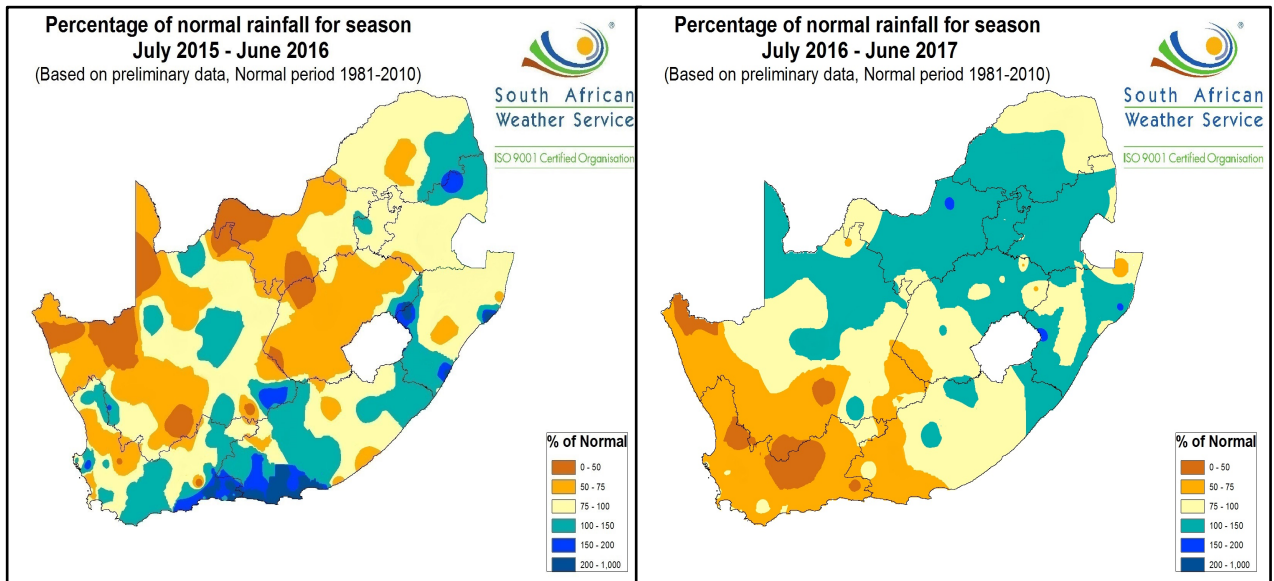 Percentage of normal rainfall for season
July 2015 - June 2016
(Based on preliminary data, Normal period 1981-2010)
®
South African
Weather Service
ISO 9001 Certified Organisation
% of Normal
0 - 50
50 - 75
75 - 100
100 - 150
150 - 200
200 - 1,000
Percentage of normal rainfall for season
July 2016 - June 2017
(Based on preliminary data, Normal period 1981-2010)
®
South African
Weather Service
ISO 9001 Certified Organisation
% of Normal
0 - 50
50 - 75
75 - 100
100 - 150
150 - 200
200 - 1,000